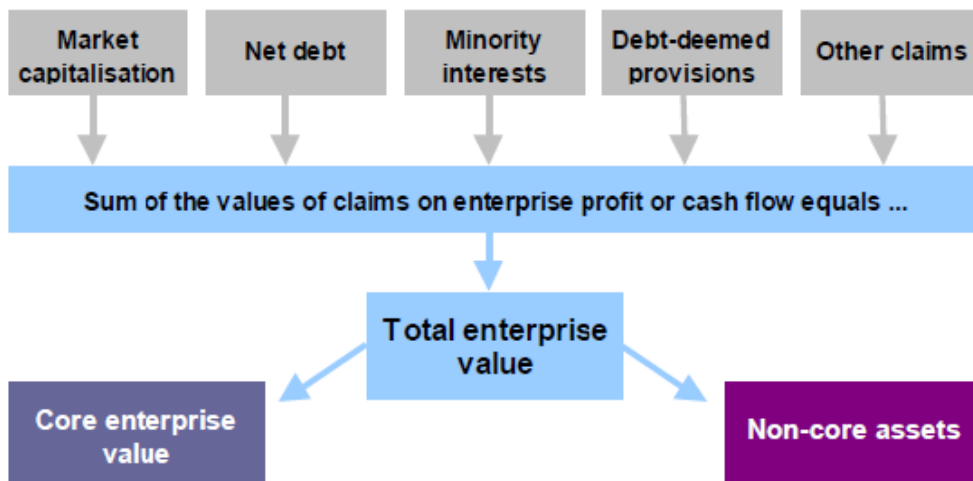 Market
capitalisation
Net debt
Minority
interests
Debt-deemed
provisions
Other claims
Sum of the values of claims on enterprise profit or cash flow equals ...
Total enterprise
value
Core enterprise
value
Non-core assets